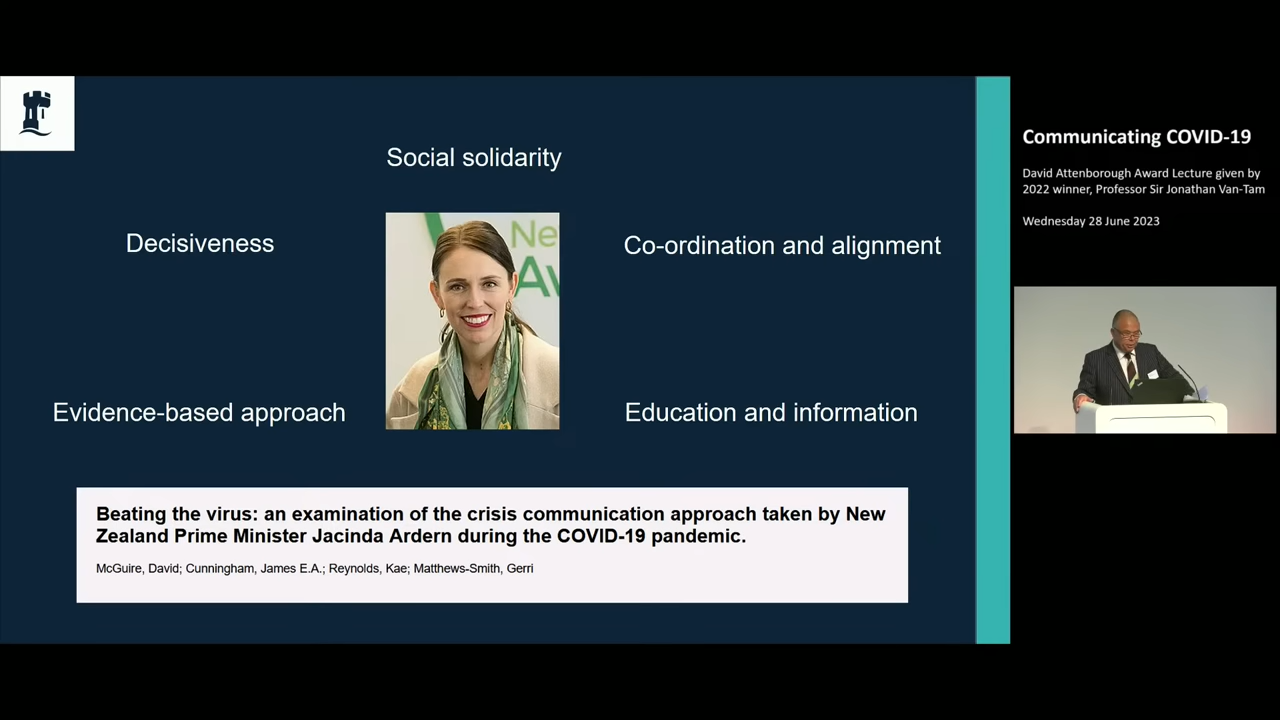 Social solidarity
Decisiveness
Co-ordination and alignment
Evidence-based approach
Education and information
Beating the virus: an examination of the crisis communication approach taken by New
Zealand Prime Minister Jacinda Ardern during the COVID-19 pandemic.
McGuire, David; Cunningham, James E.A.; Reynolds, Kae; Matthews-Smith, Gerri
Communicating COVID-19
David Attenborough Award Lecture given by
2022 winner, Professor Sir Jonathan Van-Tam
Wednesday 28 June 2023